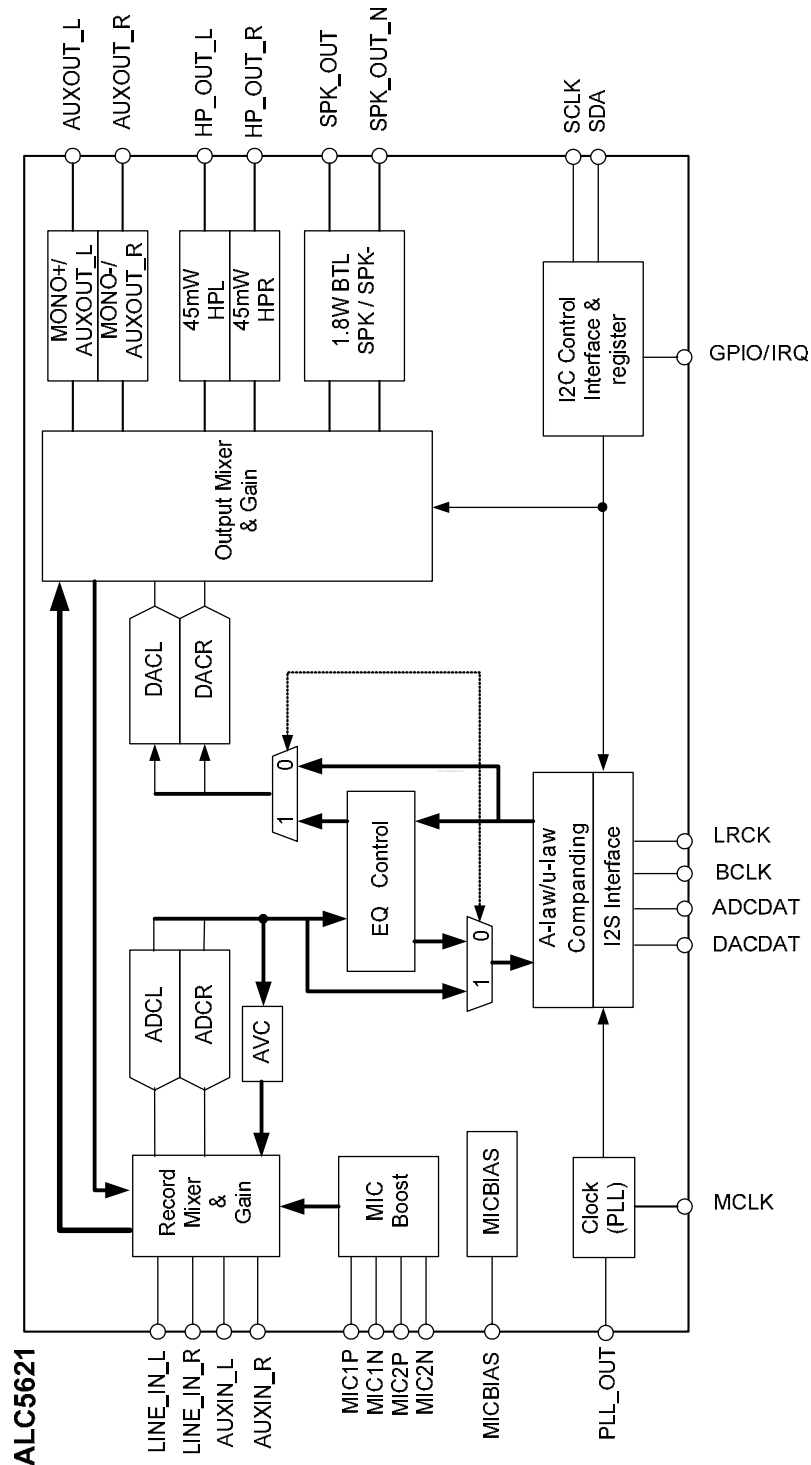 ALC5621
LINE_IN_L
LINE_IN_R
AUXIN_L
AUXIN_R
MIC1P
MIC1N
MIC2P
MIC2N
MICBIAS
PLL_OUT
Record
Mixer
&
Gain
MIC
Boost
MICBIAS
Clock
(PLL)
MCLK
ADCL
ADCR
AVC
EQ Control
1
0
1
0
A-law/u-law
Companding
I2S Interface
DACDAT
ADCDAT
BCLK
LRCK
DACL
DACR
Output Mixer
& Gain
I2C Control
Interface &
register
GPIO/IRQ
MONO+/
AUXOUT_L
MONO-/
AUXOUT_R
45mW
HPL
45mW
HPR
1.8W BTL
SPK / SPK-
AUXOUT_L
AUXOUT_R
HP_OUT_L
HP_OUT_R
SPK_OUT
SPK_OUT_N
SCLK
SDA